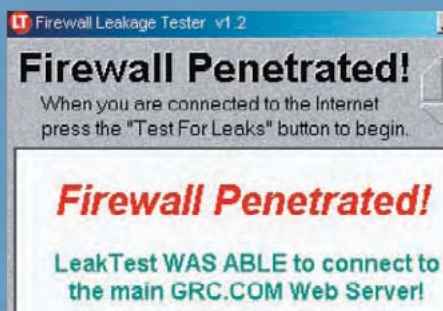 LT Firewall Leakage Tester v1.2
Firewall Penetrated!
When you are connected to the Internet
press the "Test For Leaks" button to begin.
Firewall Penetrated!
LeakTest WAS ABLE to connect to
the main GRC.COM Web Server!